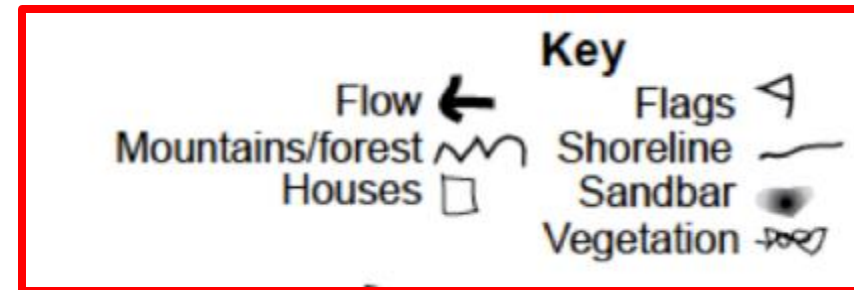 Key
Flow
Flags
Mountains/forest
Shoreline
Houses
Sandbar
Vegetation